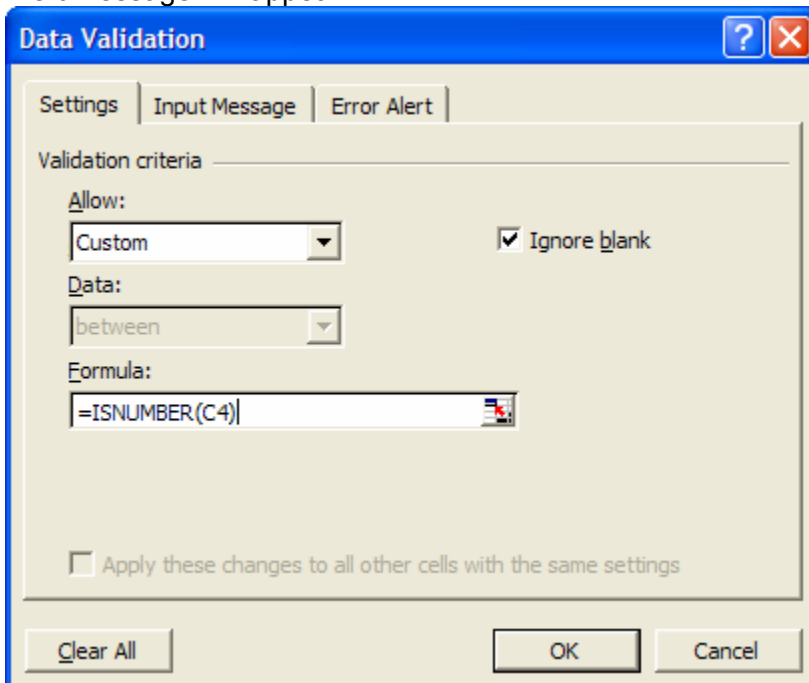 Data Validation
Settings Input Message Error Alert
Validation criteria
Allow:
Custom
Ignore blank
Data:
between
Formula:
=ISNUMBER(C4)
Apply these changes to all other cells with the same settings
Clear All OK Cancel